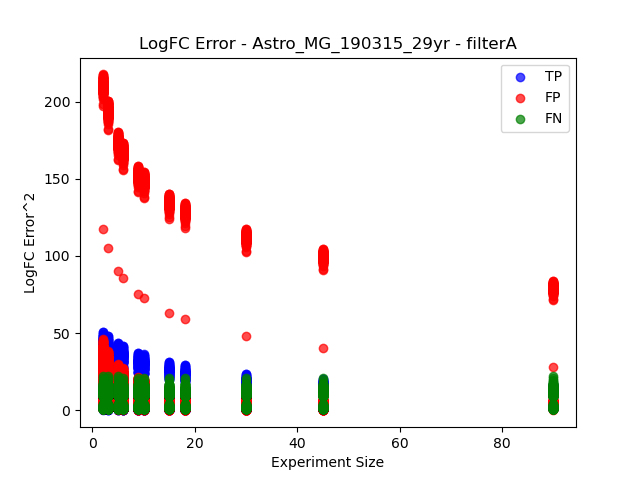 LogFC Error - Astro_MG_190315_29yr - filterA
TP
FP
FN
LogFC Error^2
200
150
100
50
0
0
20
40
60
80
Experiment Size